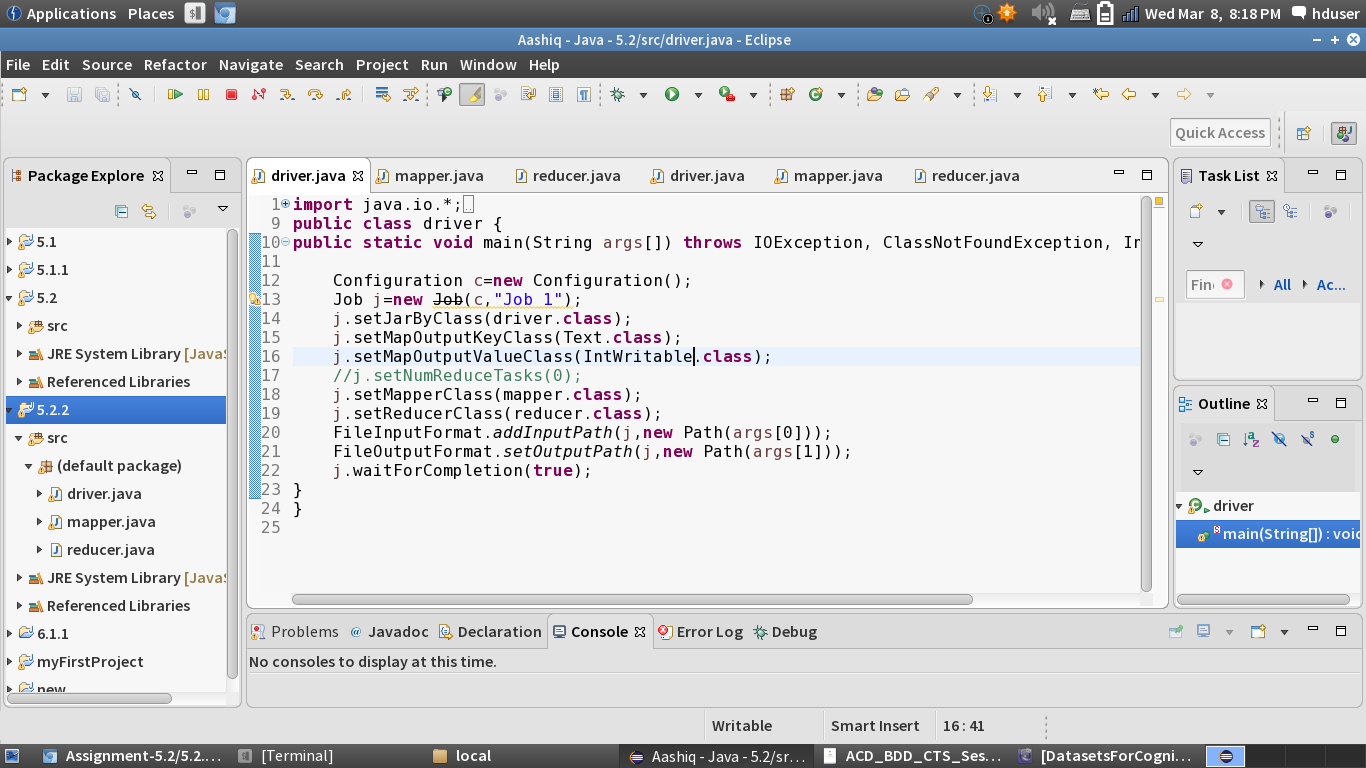 Applications Places Wed Mar 8, 8:18 PM hduser
Aashiq - Java - 5.2/src/driver.java - Eclipse
File Edit Source Refactor Navigate Search Project Run Window Help
Quick Access
Package Explore
5.1
5.1.1
5.2
src
JRE System Library [Java
Referenced Libraries
5.2.2
src
(default package)
driver.java
mapper.java
reducer.java
JRE System Library [Java
Referenced Libraries
6.1.1
myFirstProject
new
driver.java mapper.java reducer.java driver.java mapper.java reducer.java
1 import java.io.*;
9 public class driver {
10 public static void main(String args[]) throws IOException, ClassNotFoundException, In
11
12 Configuration c=new Configuration();
13 Job j=new Job(c,"Job 1");
14 j.setJarByClass(driver.class);
15 j.setMapOutputKeyClass(Text.class);
16 j.setMapOutputValueClass(IntWritable.class);
17 //j.setNumReduceTasks(0);
18 j.setMapperClass(mapper.class);
19 j.setReducerClass(reducer.class);
20 FileInputFormat.addInputPath(j,new Path(args[0]));
21 FileOutputFormat.setOutputPath(j,new Path(args[1]));
22 j.waitForCompletion(true);
23 }
24 }
25
Task List
Fin All Ac...
Outline
driver
main(String[]) : void
Problems Javadoc Declaration Console Error Log Debug
No consoles to display at this time.
Writable Smart Insert 16 : 41
Assignment-5.2/5.2.... [Terminal] local Aashiq - Java - 5.2/sr... ACD_BDD_CTS_Ses... [DatasetsForCogni...